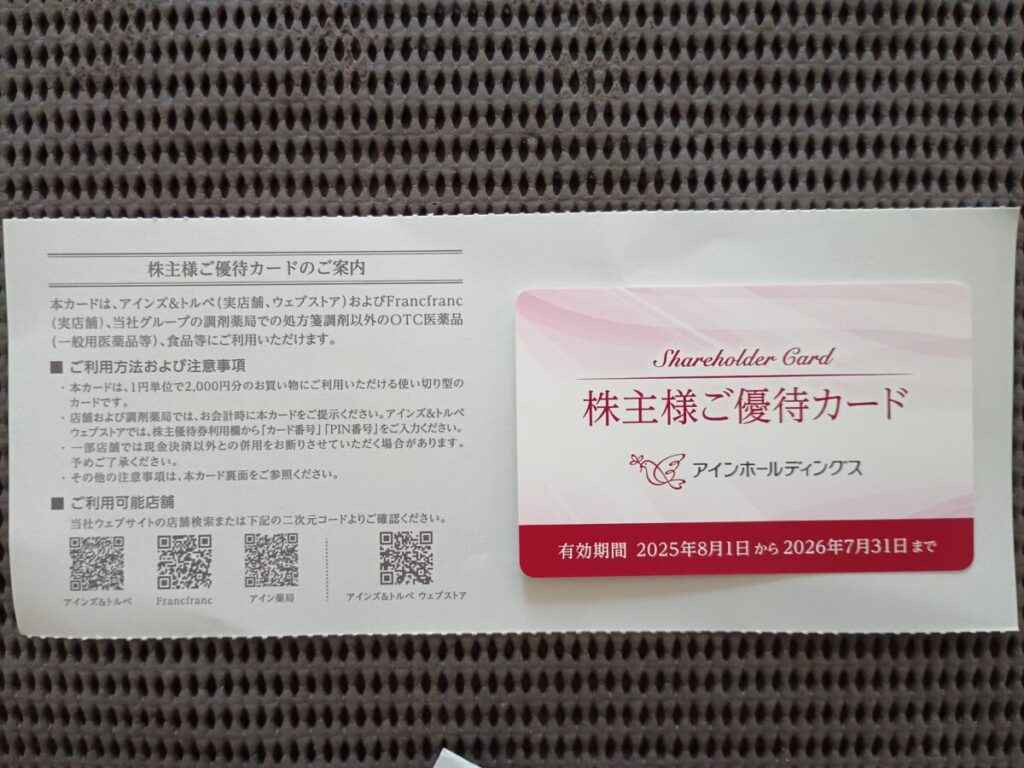 株主様ご優待カードのご案内
本カードは、アインズ&トルペ(実店舗、ウェブストア)およびFrancfranc
(実店舗)、当社グループの調剤薬局での処方箋調剤以外のOTC医薬品
(一般用医薬品等)、食品等にご利用いただけます。
■ ご利用方法および注意事項
・本カードは、1円単位で2,000円分のお買い物にご利用いただける使い切り型の
カードです。
・店舗および調剤薬局では、お会計時に本カードをご提示ください。アインズ&トルペ
ウェブストアでは、株主優待券利用欄から「カード番号」「PIN番号」をご入力ください。
・一部店舗では現金決済以外との併用をお断りさせていただく場合があります。
予めご了承ください。
・その他の注意事項は、本カード裏面をご参照ください。
■ ご利用可能店舗
当社ウェブサイトの店舗検索または下記の二次元コードよりご確認ください。
アインズ&トルペ
Francfranc
アイン薬局
アインズ&トルペ ウェブストア
Shareholder Card
株主様ご優待カード
アインホールディングス
有効期間 2025年8月1日から2026年7月31日まで